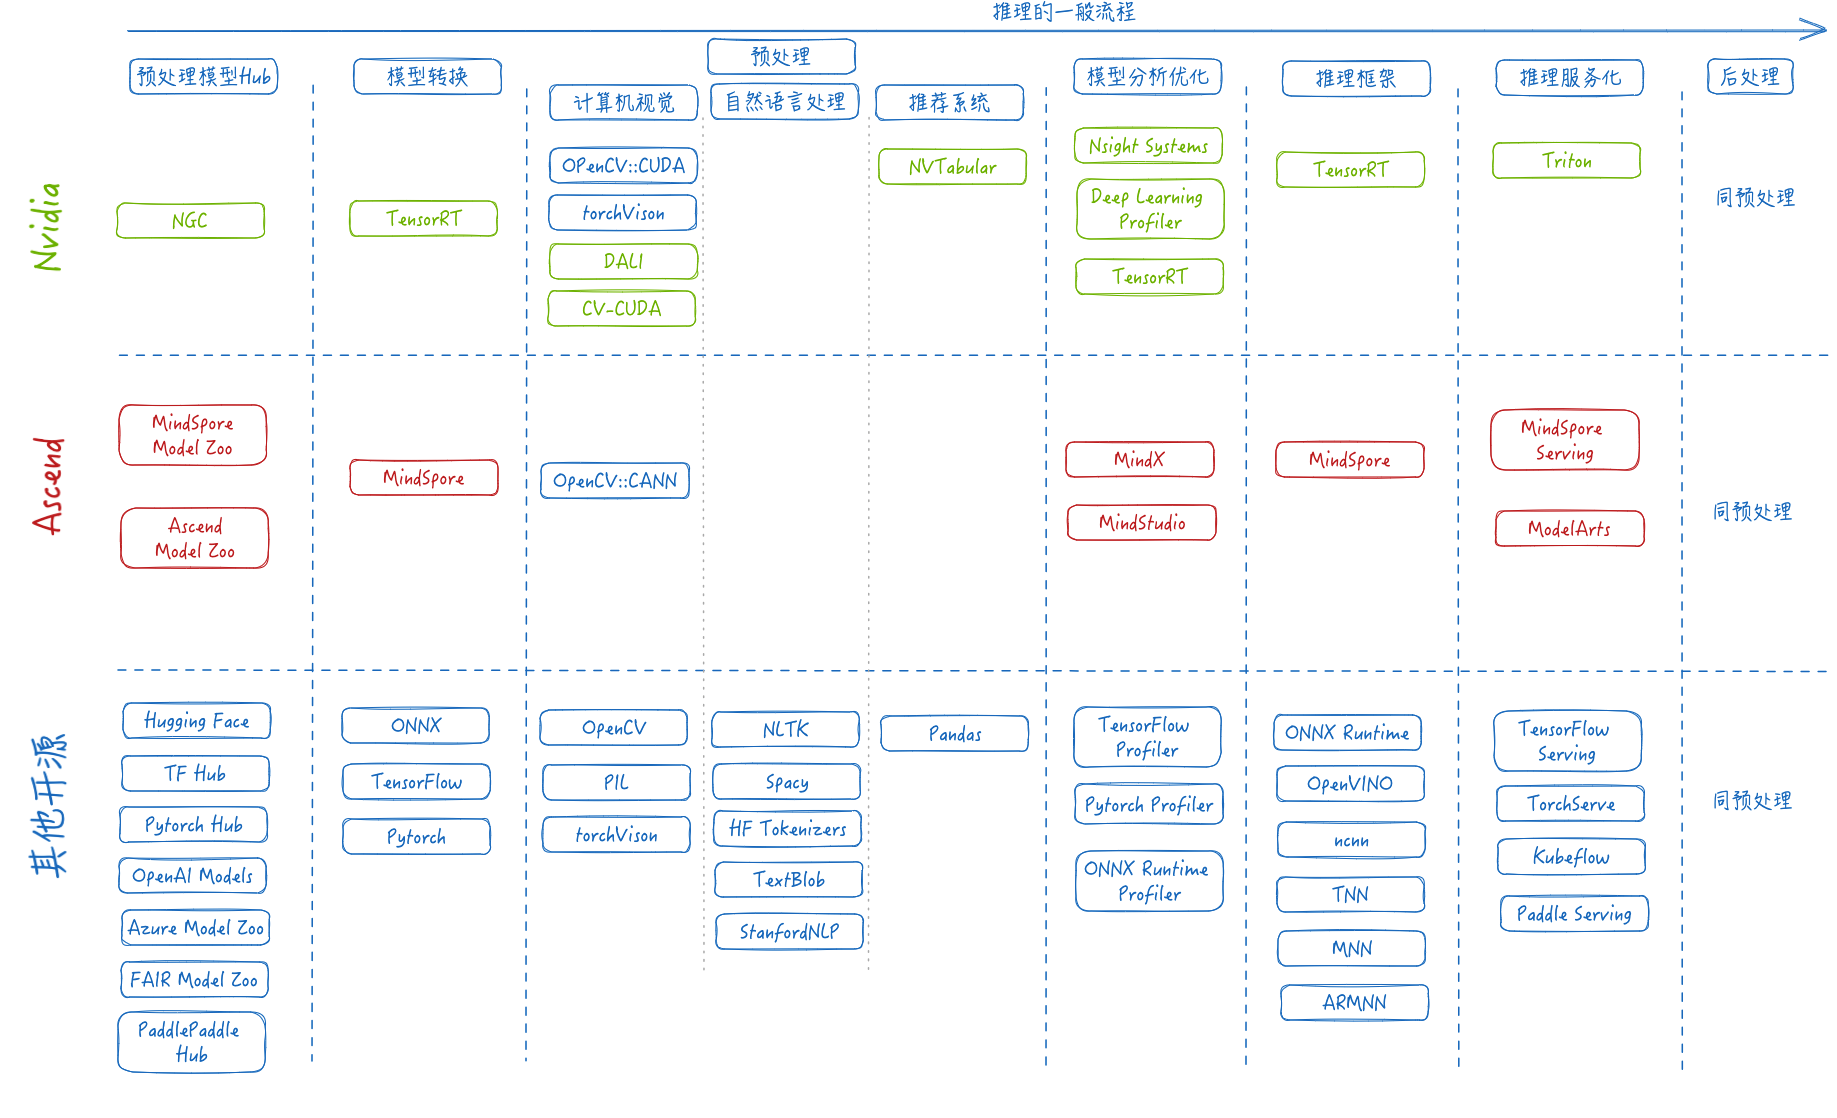 推理的一般流程
预处理模型Hub
模型转换
预处理
计算机视觉
自然语言处理
推荐系统
模型分析优化
推理框架
推理服务化
后处理
Nvidia
NGC
TensorRT
OPenCV::CUDA
torchVison
DALI
CV-CUDA
NVTabular
Nsight Systems
Deep Learning
Profiler
TensorRT
TensorRT
Triton
同预处理
Ascend
MindSpore
Model Zoo
Ascend
Model Zoo
MindSpore
OpenCV::CANN
MindX
MindStudio
MindSpore
MindSpore
Serving
ModelArts
同预处理
其他开源
Hugging Face
TF Hub
Pytorch Hub
OpenAI Models
Azure Model Zoo
FAIR Model Zoo
PaddlePaddle
Hub
ONNX
TensorFlow
Pytorch
OpenCV
PIL
torchVison
NLTK
Spacy
HF Tokenizers
TextBlob
StanfordNLP
Pandas
TensorFlow
Profiler
Pytorch Profiler
ONNX Runtime
Profiler
ONNX Runtime
OpenVINO
ncnn
TNN
MNN
ARMNN
TensorFlow
Serving
TorchServe
Kubeflow
Paddle Serving
同预处理